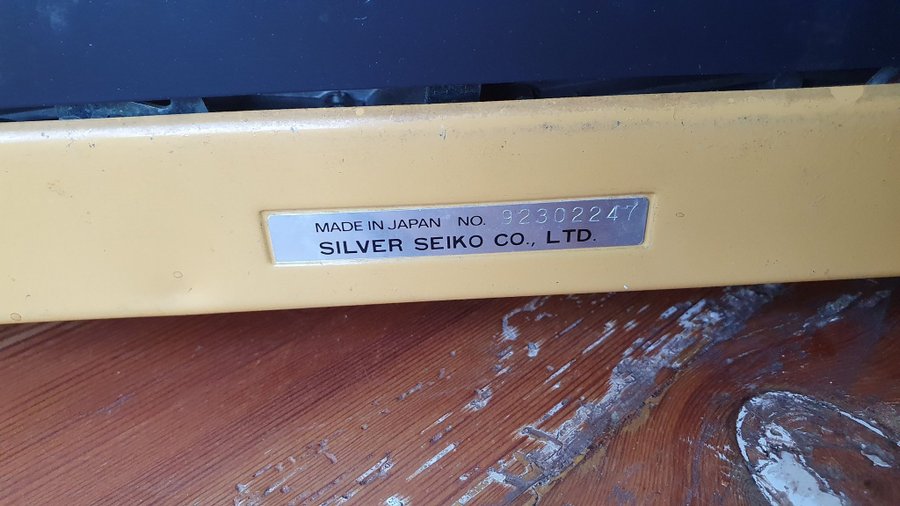 MADE IN JAPAN NO. 92302247
SILVER SEIKO CO., LTD.